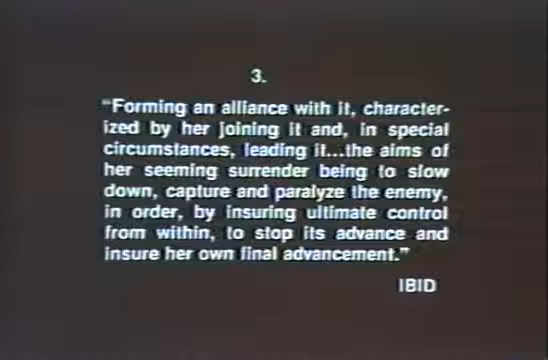 3.
"Forming an alliance with it, character-
ized by her joining it and, in special
circumstances, leading it...the aims of
her seeming surrender being to slow
down, capture and paralyze the enemy,
in order, by insuring ultimate control
from within, to stop its advance and
insure her own final advancement."
IBID